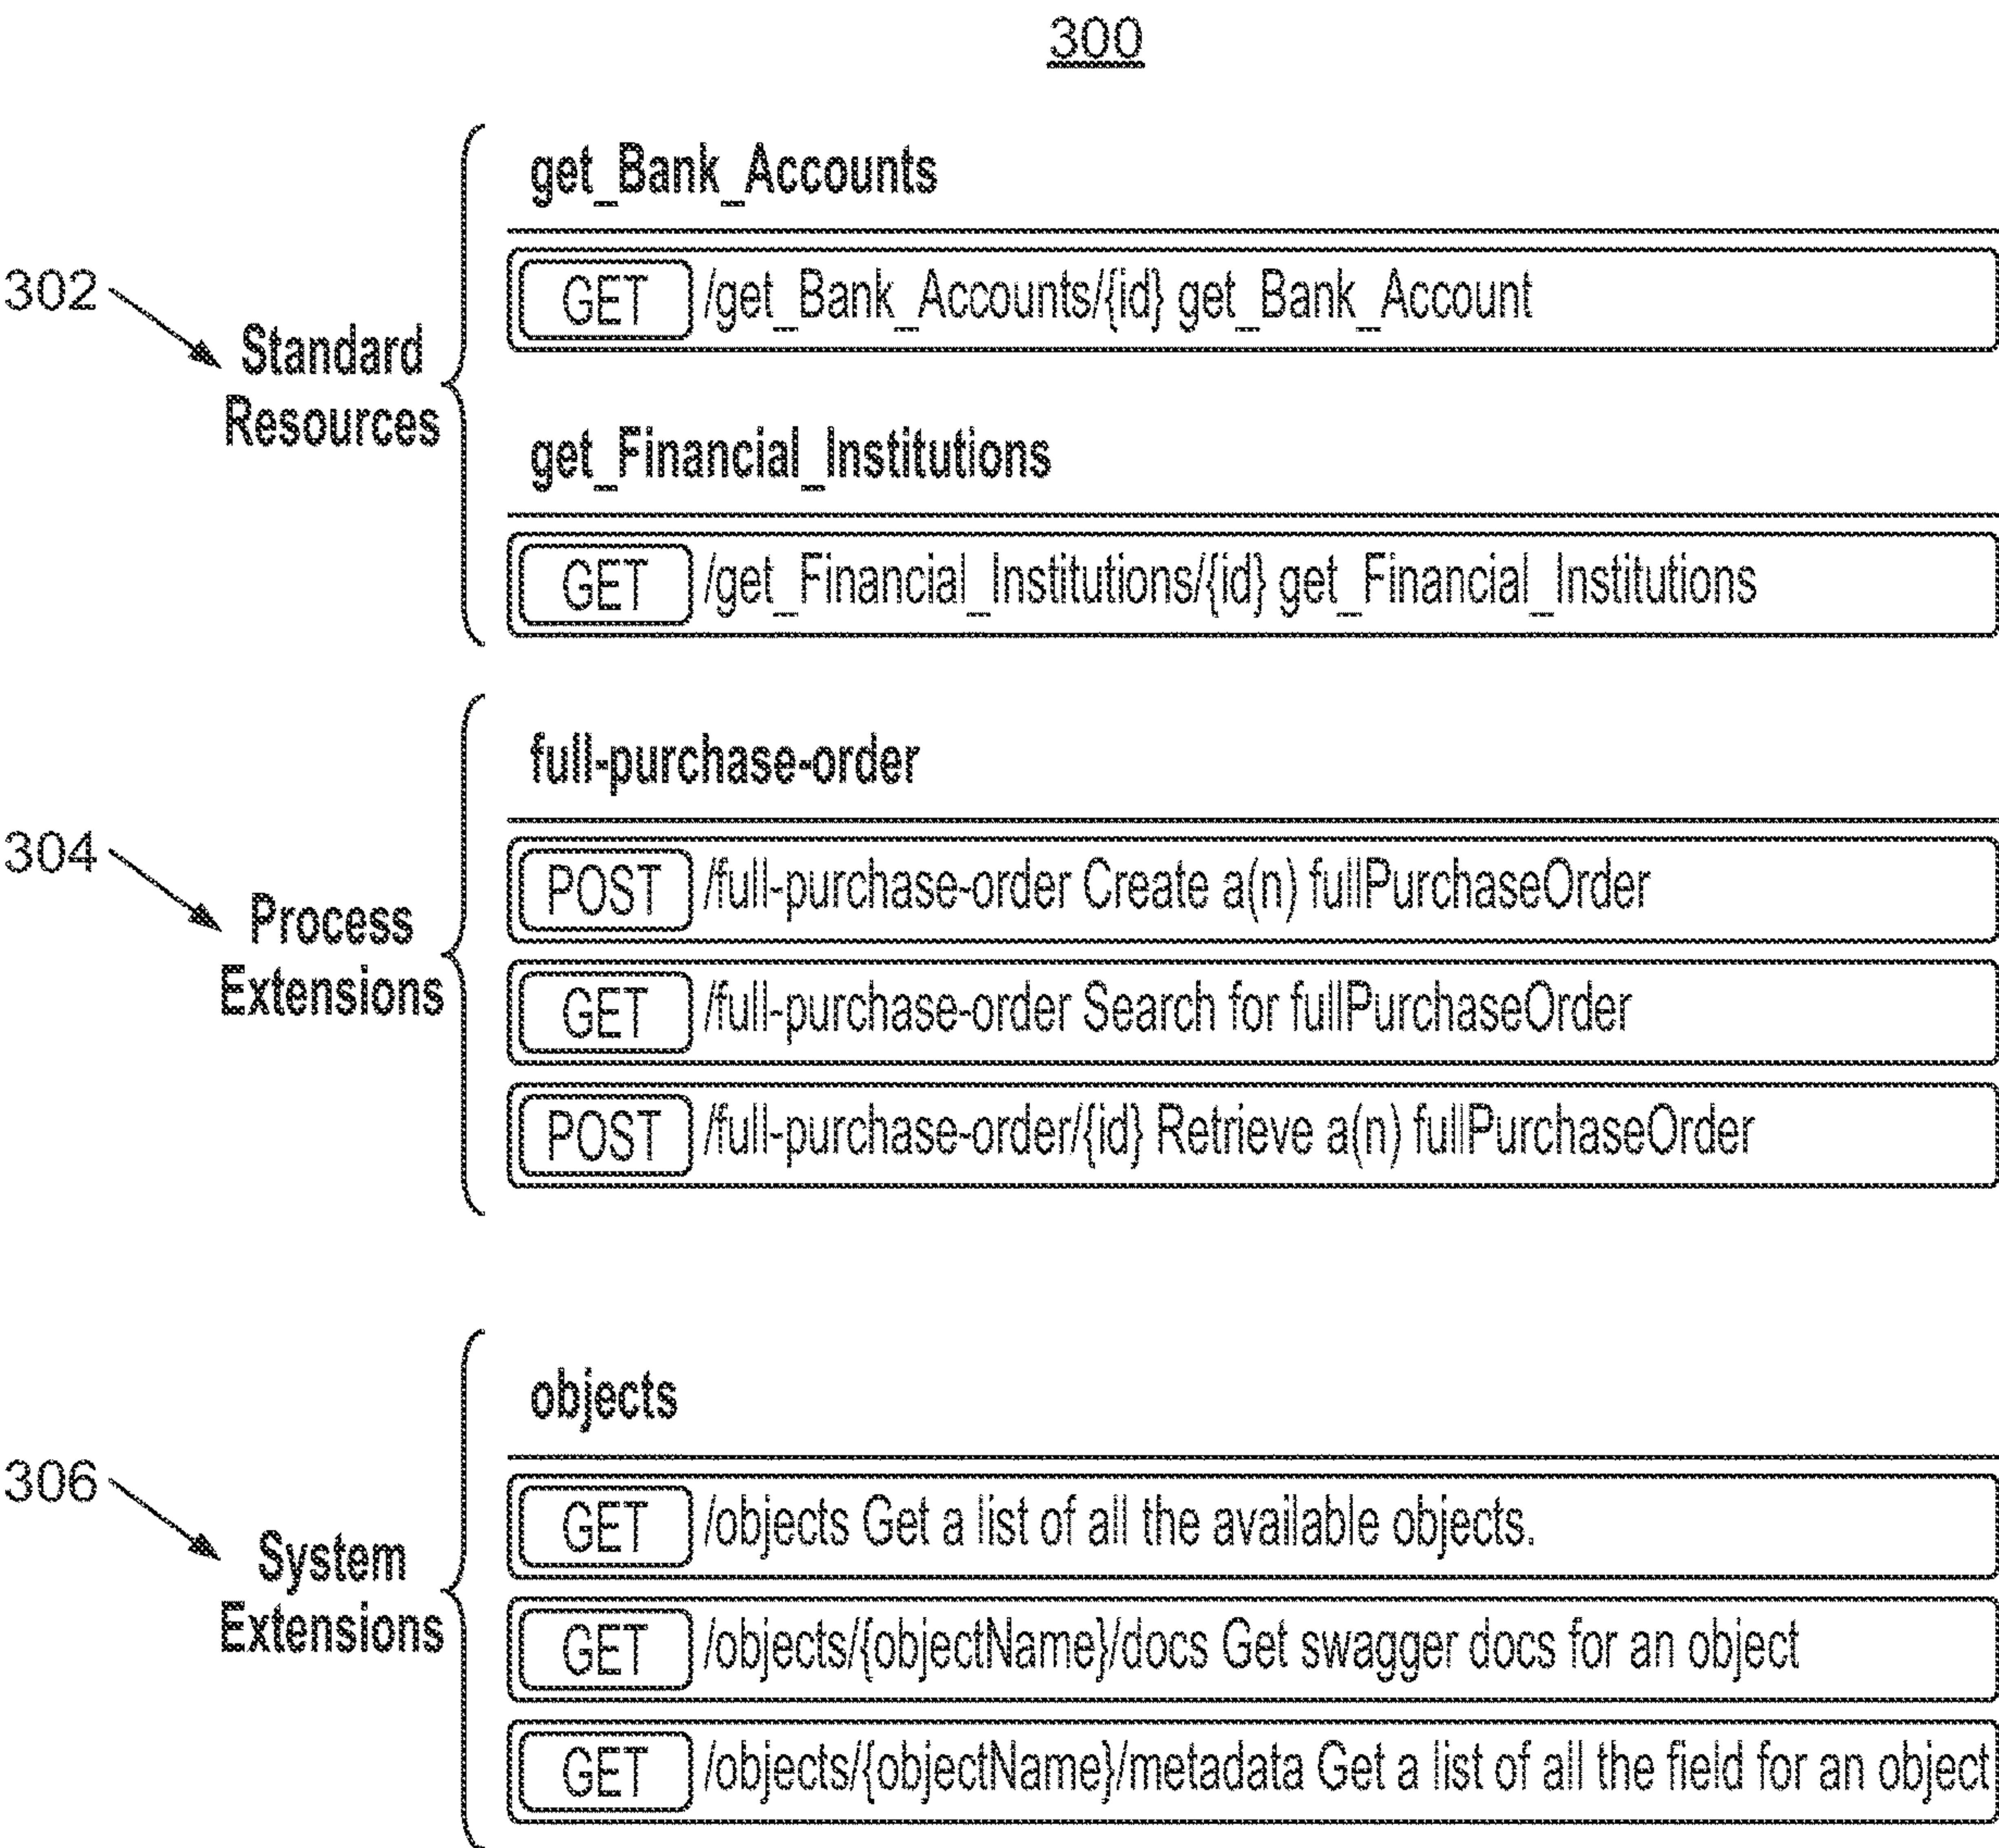 300
302
Standard
Resources
get_Bank_Accounts
GET /get_Bank_Accounts/{id} get_Bank_Account
get_Financial_Institutions
GET /get_Financial_Institutions/{id} get_Financial_Institutions
304
Process
Extensions
full-purchase-order
POST /full-purchase-order Create a(n) fullPurchaseOrder
GET /full-purchase-order Search for fullPurchaseOrder
POST /full-purchase-order/{id} Retrieve a(n) fullPurchaseOrder
306
System
Extensions
objects
GET /objects Get a list of all the available objects.
GET /objects/{objectName}/docs Get swagger docs for an object
GET /objects/{objectName}/metadata Get a list of all the field for an object